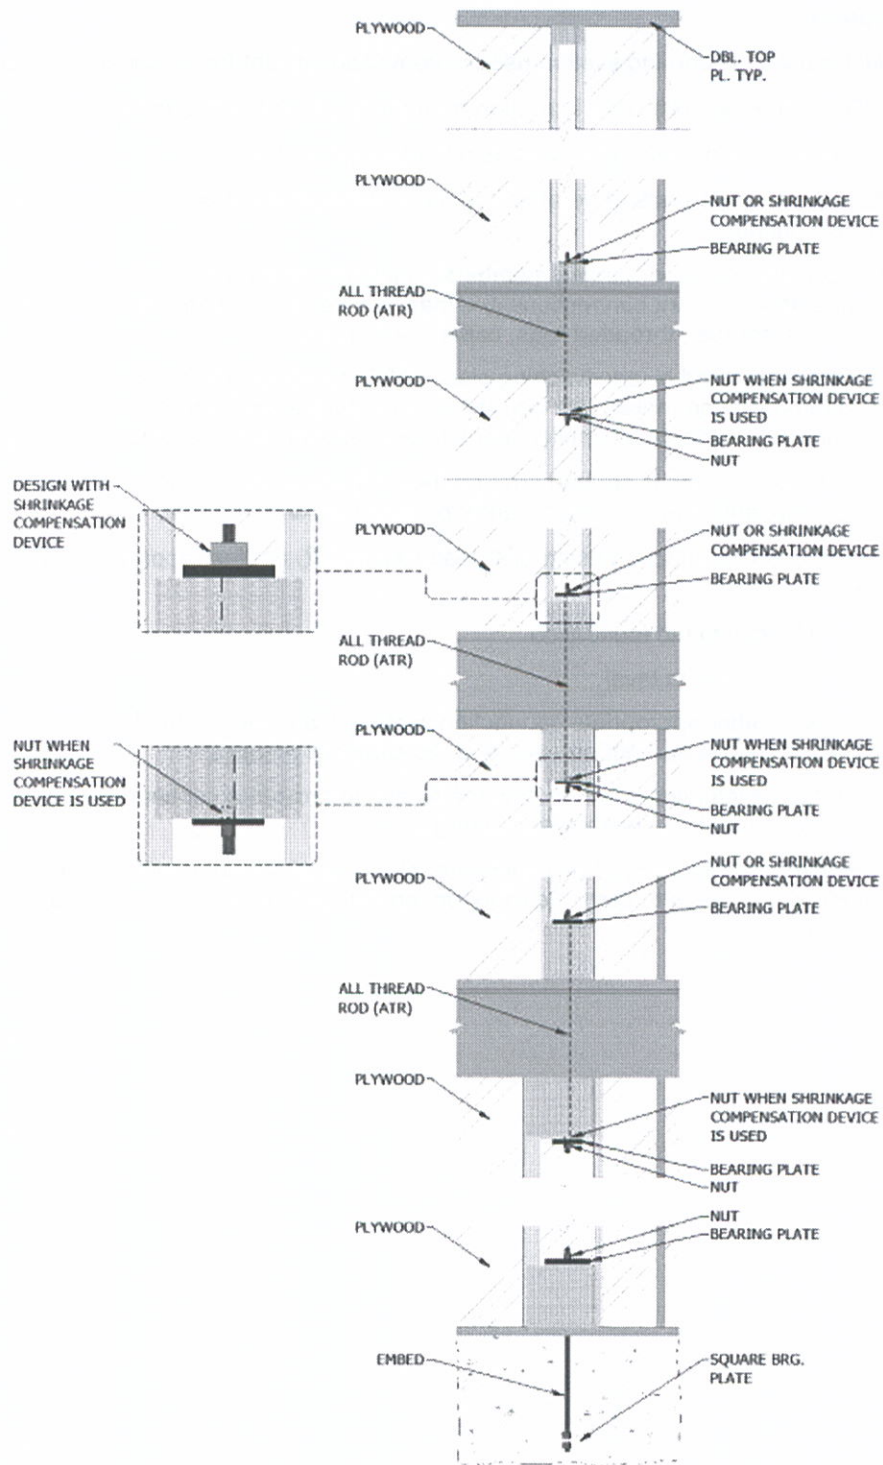 PLYWOOD
DBL. TOP
PL. TYP.
PLYWOOD
NUT OR SHRINKAGE
COMPENSATION DEVICE
BEARING PLATE
ALL THREAD
ROD (ATR)
PLYWOOD
NUT WHEN SHRINKAGE
COMPENSATION DEVICE
IS USED
BEARING PLATE
NUT
DESIGN WITH
SHRINKAGE
COMPENSATION
DEVICE
PLYWOOD
NUT OR SHRINKAGE
COMPENSATION DEVICE
BEARING PLATE
ALL THREAD
ROD (ATR)
PLYWOOD
NUT WHEN
SHRINKAGE
COMPENSATION
DEVICE IS USED
NUT WHEN SHRINKAGE
COMPENSATION DEVICE
IS USED
BEARING PLATE
NUT
PLYWOOD
NUT OR SHRINKAGE
COMPENSATION DEVICE
BEARING PLATE
ALL THREAD
ROD (ATR)
PLYWOOD
NUT WHEN SHRINKAGE
COMPENSATION DEVICE
IS USED
BEARING PLATE
NUT
PLYWOOD
NUT
BEARING PLATE
EMBED
SQUARE BRG.
PLATE